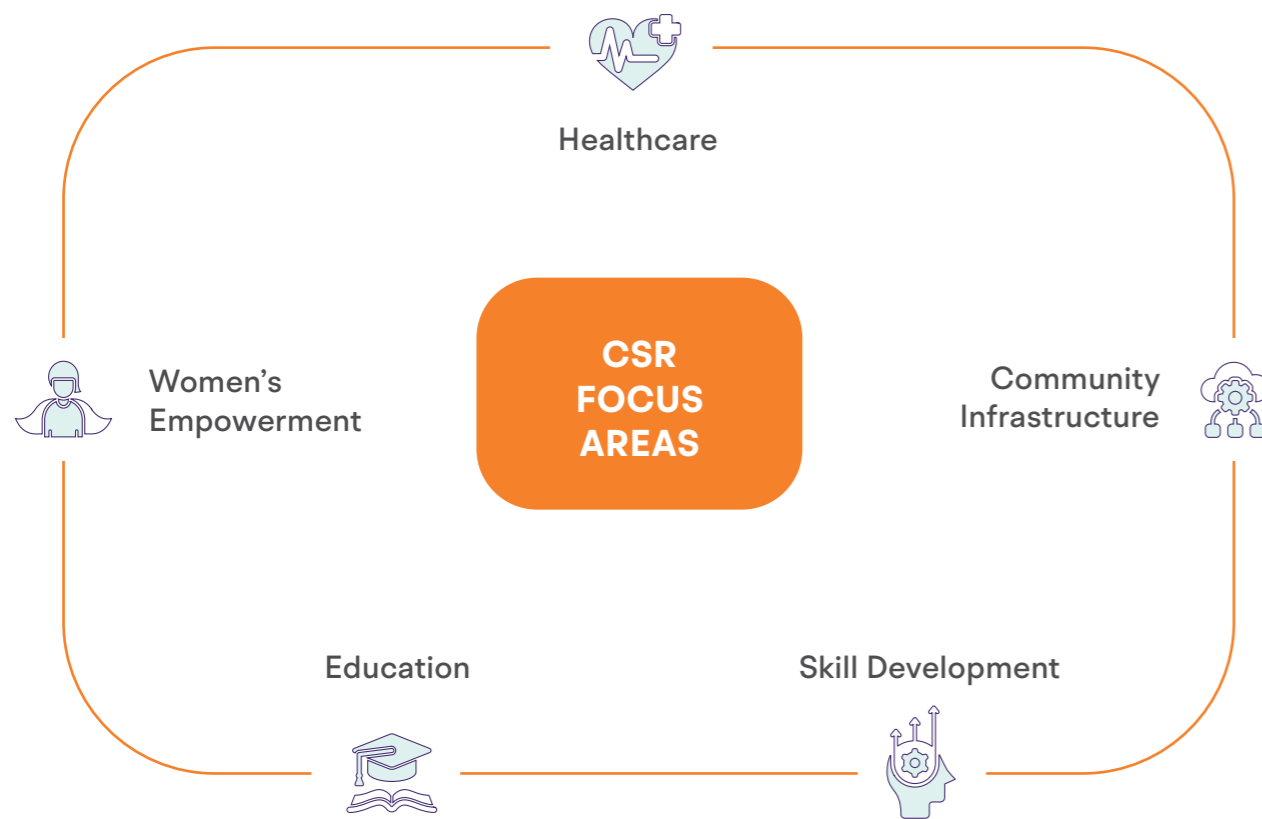 Healthcare
Women’s
Empowerment
CSR
FOCUS
AREAS
Community
Infrastructure
Education
Skill Development